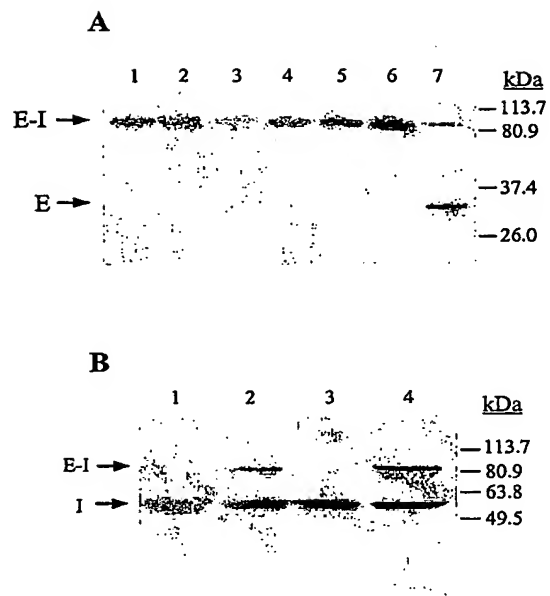 A
1 2 3 4 5 6 7 kDa
E-I 113.7
80.9
E 37.4
26.0
B
1 2 3 4 kDa
E-I 113.7
80.9
I 63.8
49.5